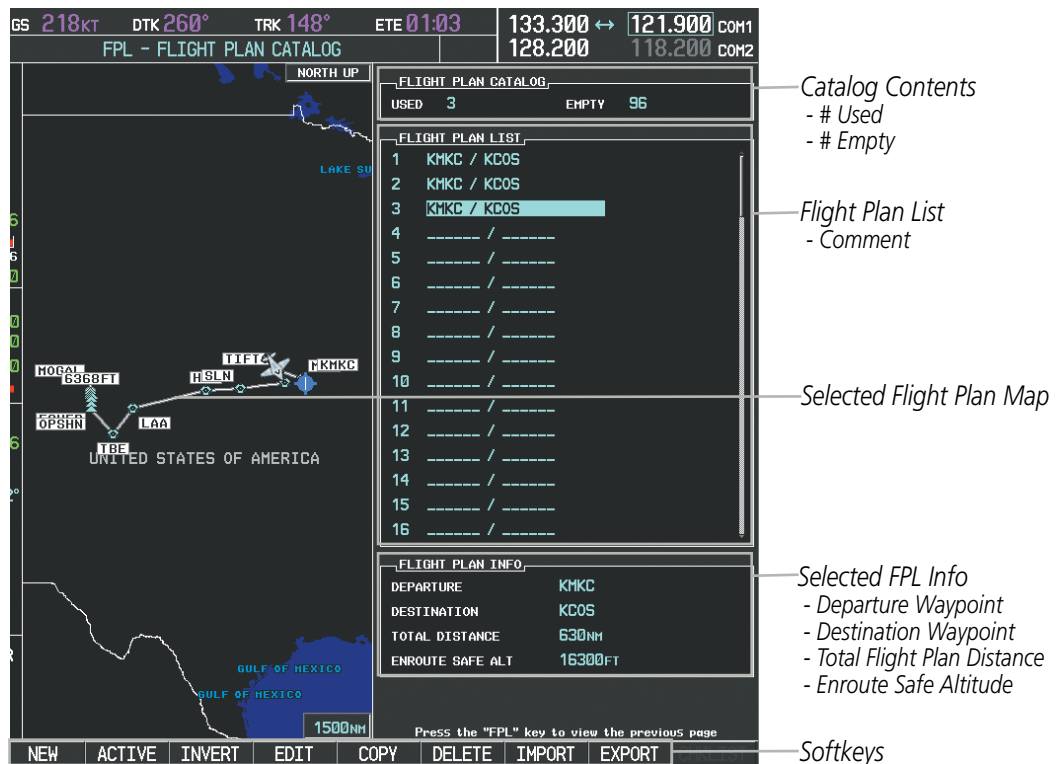 GS 218KT DTK 260° TRK 148° ETE 01:03
133.300 ↔ 121.900 COM1
128.200 118.200 COM2
FPL - FLIGHT PLAN CATALOG
NORTH UP
LAKE SU
TIFT
KMKC
MOGAL
6368FT
SLN
OPSHN
LAA
TBE
UNITED STATES OF AMERICA
GULF OF MEXICO
GULF OF MEXICO
1500NM
FLIGHT PLAN CATALOG
USED 3 EMPTY 96
FLIGHT PLAN LIST
1 KMKC / KCOS
2 KMKC / KCOS
3 KMKC / KCOS
4 ______ / ______
5 ______ / ______
6 ______ / ______
7 ______ / ______
8 ______ / ______
9 ______ / ______
10 ______ / ______
11 ______ / ______
12 ______ / ______
13 ______ / ______
14 ______ / ______
15 ______ / ______
16 ______ / ______
FLIGHT PLAN INFO
DEPARTURE KMKC
DESTINATION KCOS
TOTAL DISTANCE 630NM
ENROUTE SAFE ALT 16300FT
Press the "FPL" key to view the previous page
NEW ACTIVE INVERT EDIT COPY DELETE IMPORT EXPORT
Catalog Contents
- # Used
- # Empty
Flight Plan List
- Comment
Selected Flight Plan Map
Selected FPL Info
- Departure Waypoint
- Destination Waypoint
- Total Flight Plan Distance
- Enroute Safe Altitude
Softkeys